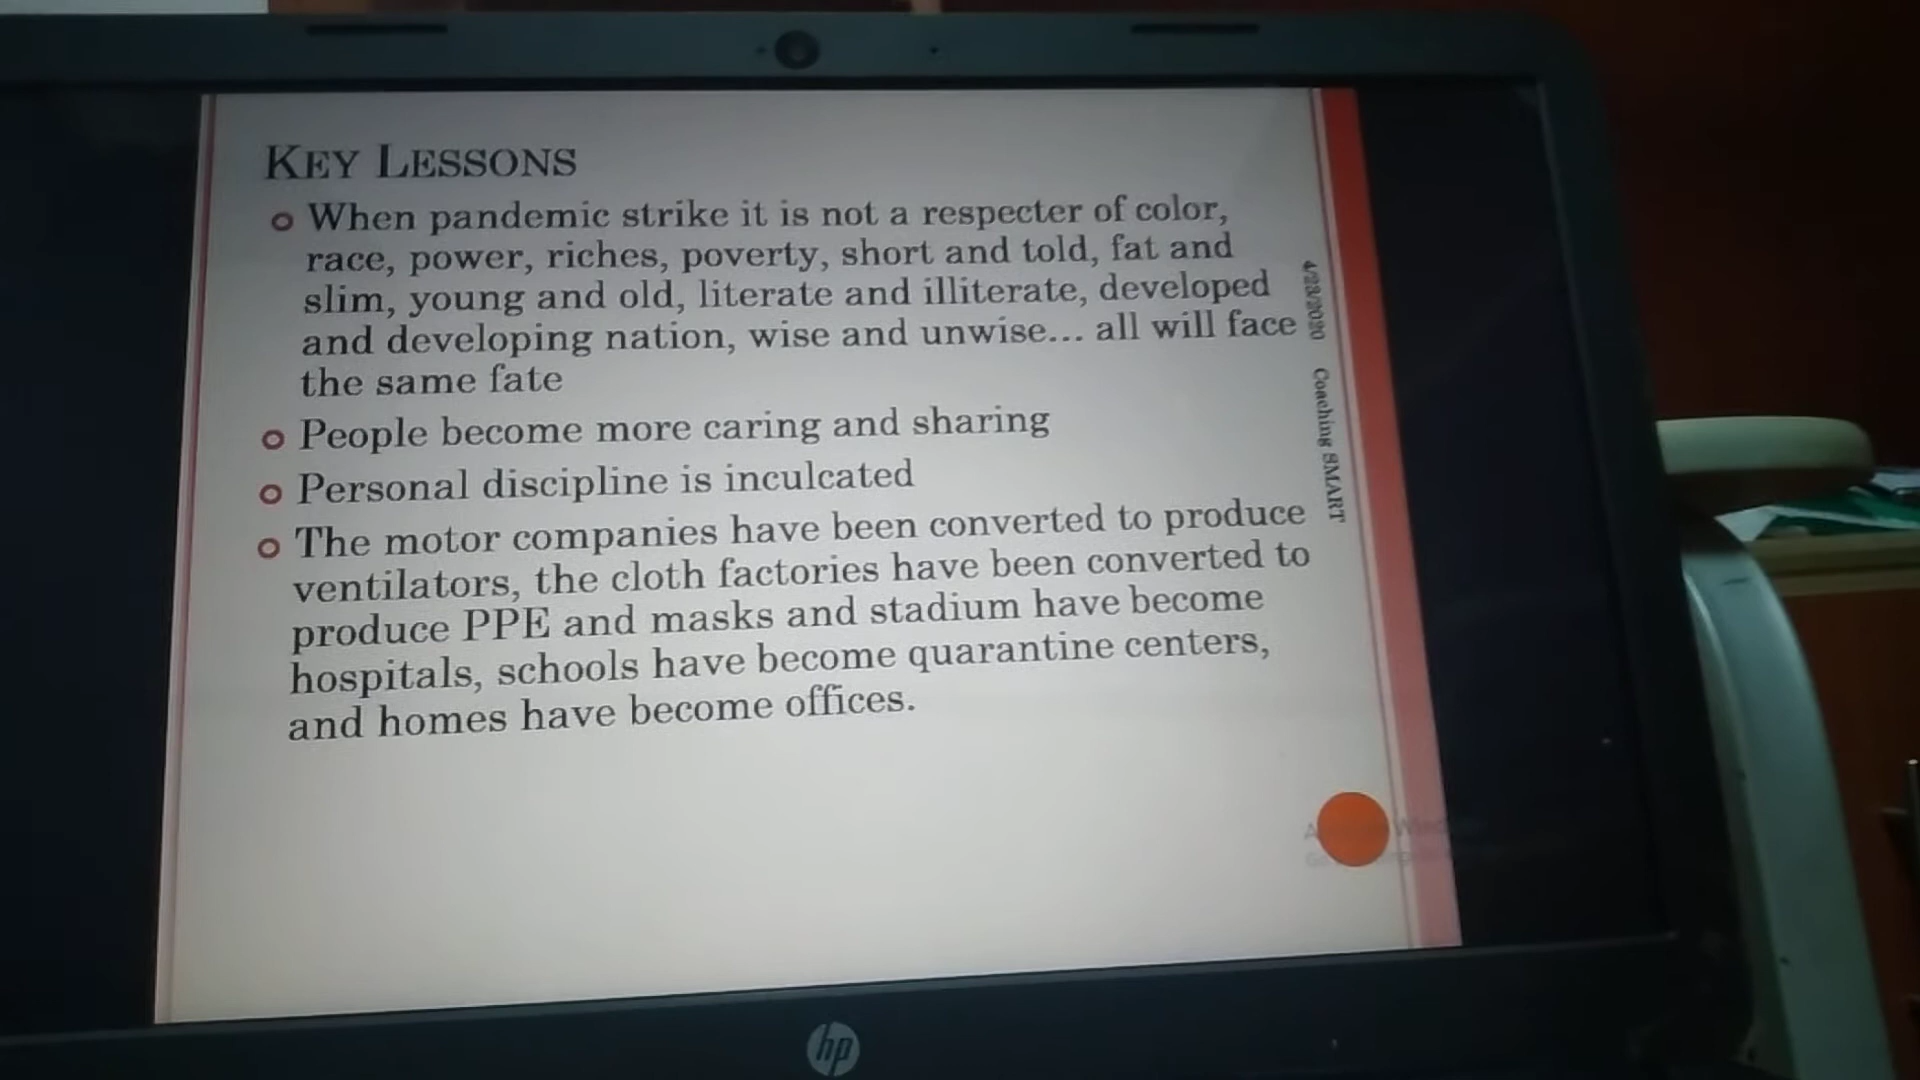 KEY LESSONS
When pandemic strike it is not a respecter of color,
race, power, riches, poverty, short and told, fat and
slim, young and old, literate and illiterate, developed
and developing nation, wise and unwise... all will face
the same fate
People become more caring and sharing
Personal discipline is inculcated
The motor companies have been converted to produce
ventilators, the cloth factories have been converted to
produce PPE and masks and stadium have become
hospitals, schools have become quarantine centers,
and homes have become offices.
4/23/2020
Coaching SMART
hp